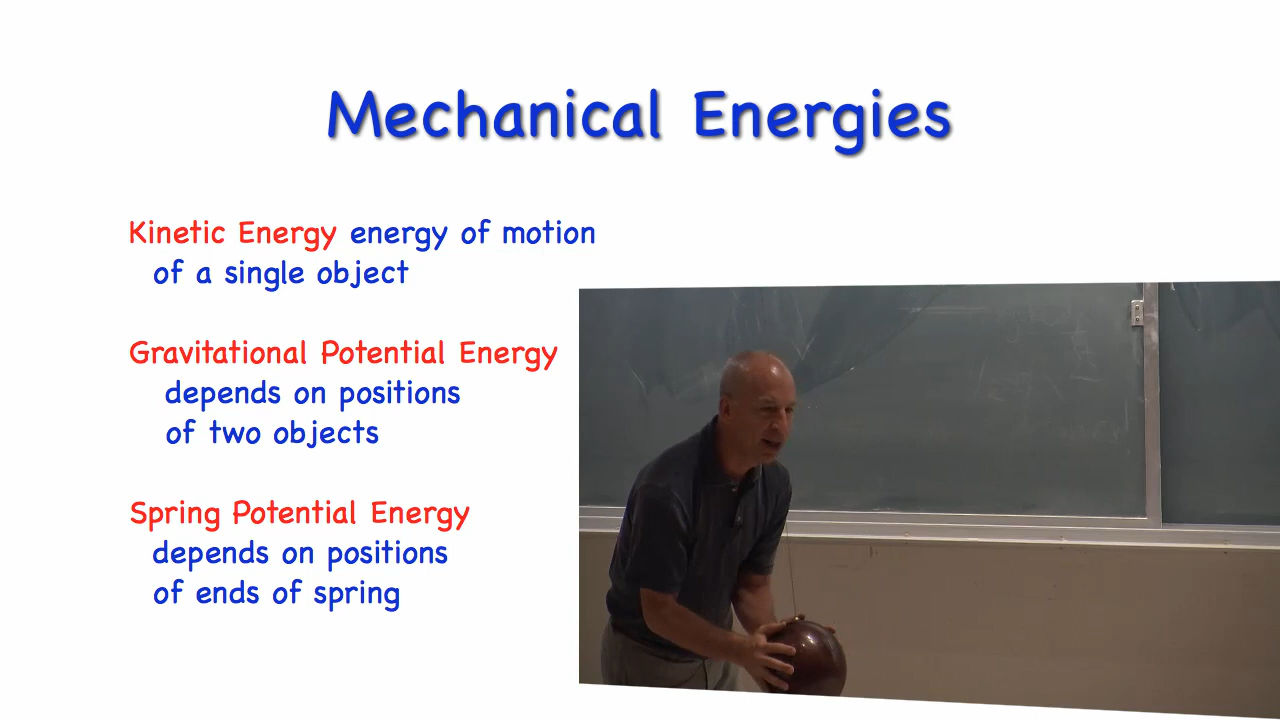 Mechanical Energies
Kinetic Energy energy of motion
of a single object
Gravitational Potential Energy
depends on positions
of two objects
Spring Potential Energy
depends on positions
of ends of spring